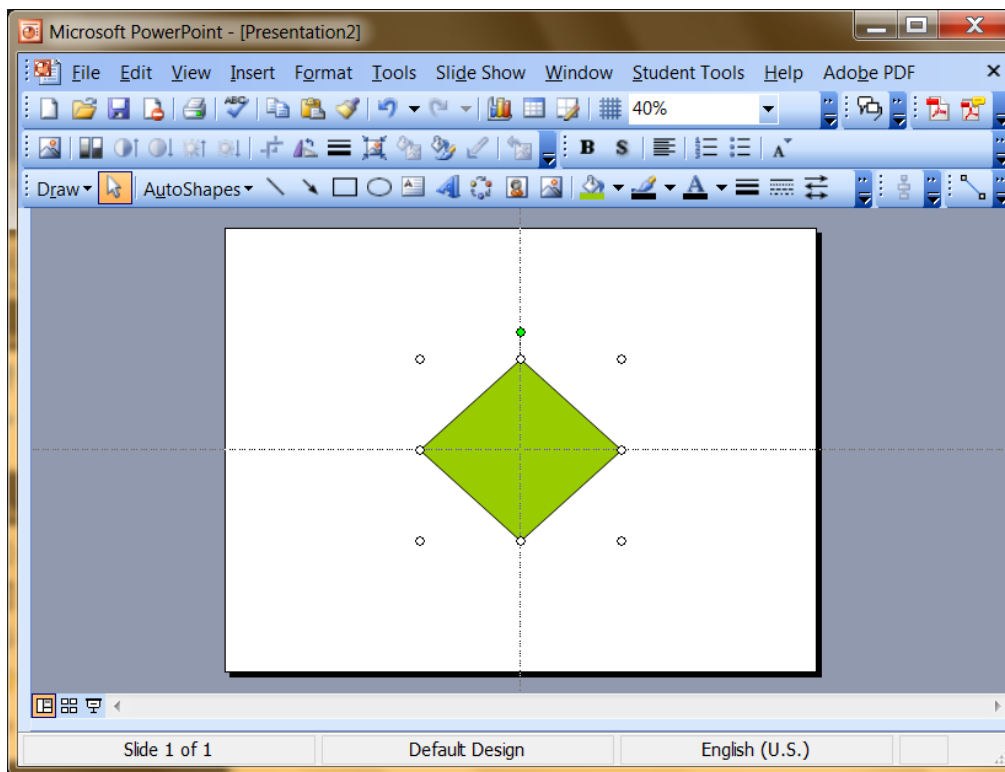 Microsoft PowerPoint - [Presentation2]
File Edit View Insert Format Tools Slide Show Window Student Tools Help Adobe PDF
ABC 40%
B S A
Draw AutoShapes A A
Slide 1 of 1 Default Design English (U.S.)